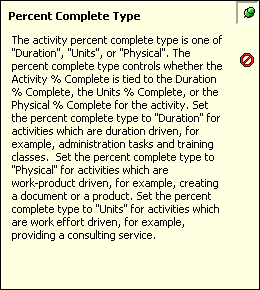 Percent Complete Type
The activity percent complete type is one of
"Duration", "Units", or "Physical". The
percent complete type controls whether the
Activity % Complete is tied to the Duration
% Complete, the Units % Complete, or the
Physical % Complete for the activity. Set
the percent complete type to "Duration" for
activities which are duration driven, for
example, administration tasks and training
classes.  Set the percent complete type to
"Physical" for activities which are
work-product driven, for example, creating
a document or a product. Set the percent
complete type to "Units" for activities which
are work effort driven, for example,
providing a consulting service.